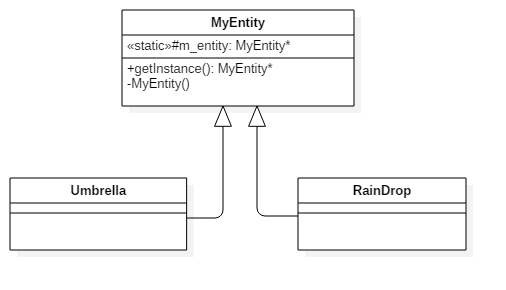 MyEntity
«static»#m_entity: MyEntity*
+getInstance(): MyEntity*
-MyEntity()
Umbrella
RainDrop